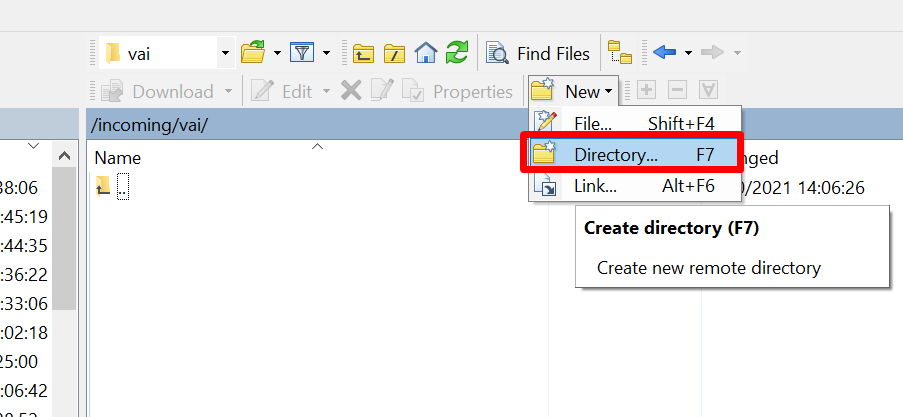 vai
Find Files
Download
Edit
Properties
New
/incoming/vai/
File... Shift+F4
Name
Directory... F7
nged
..
Link... Alt+F6
/2021 14:06:26
38:06
:45:19
:44:35
:36:22
:33:06
:02:18
25:00
:06:42
Create directory (F7)
Create new remote directory